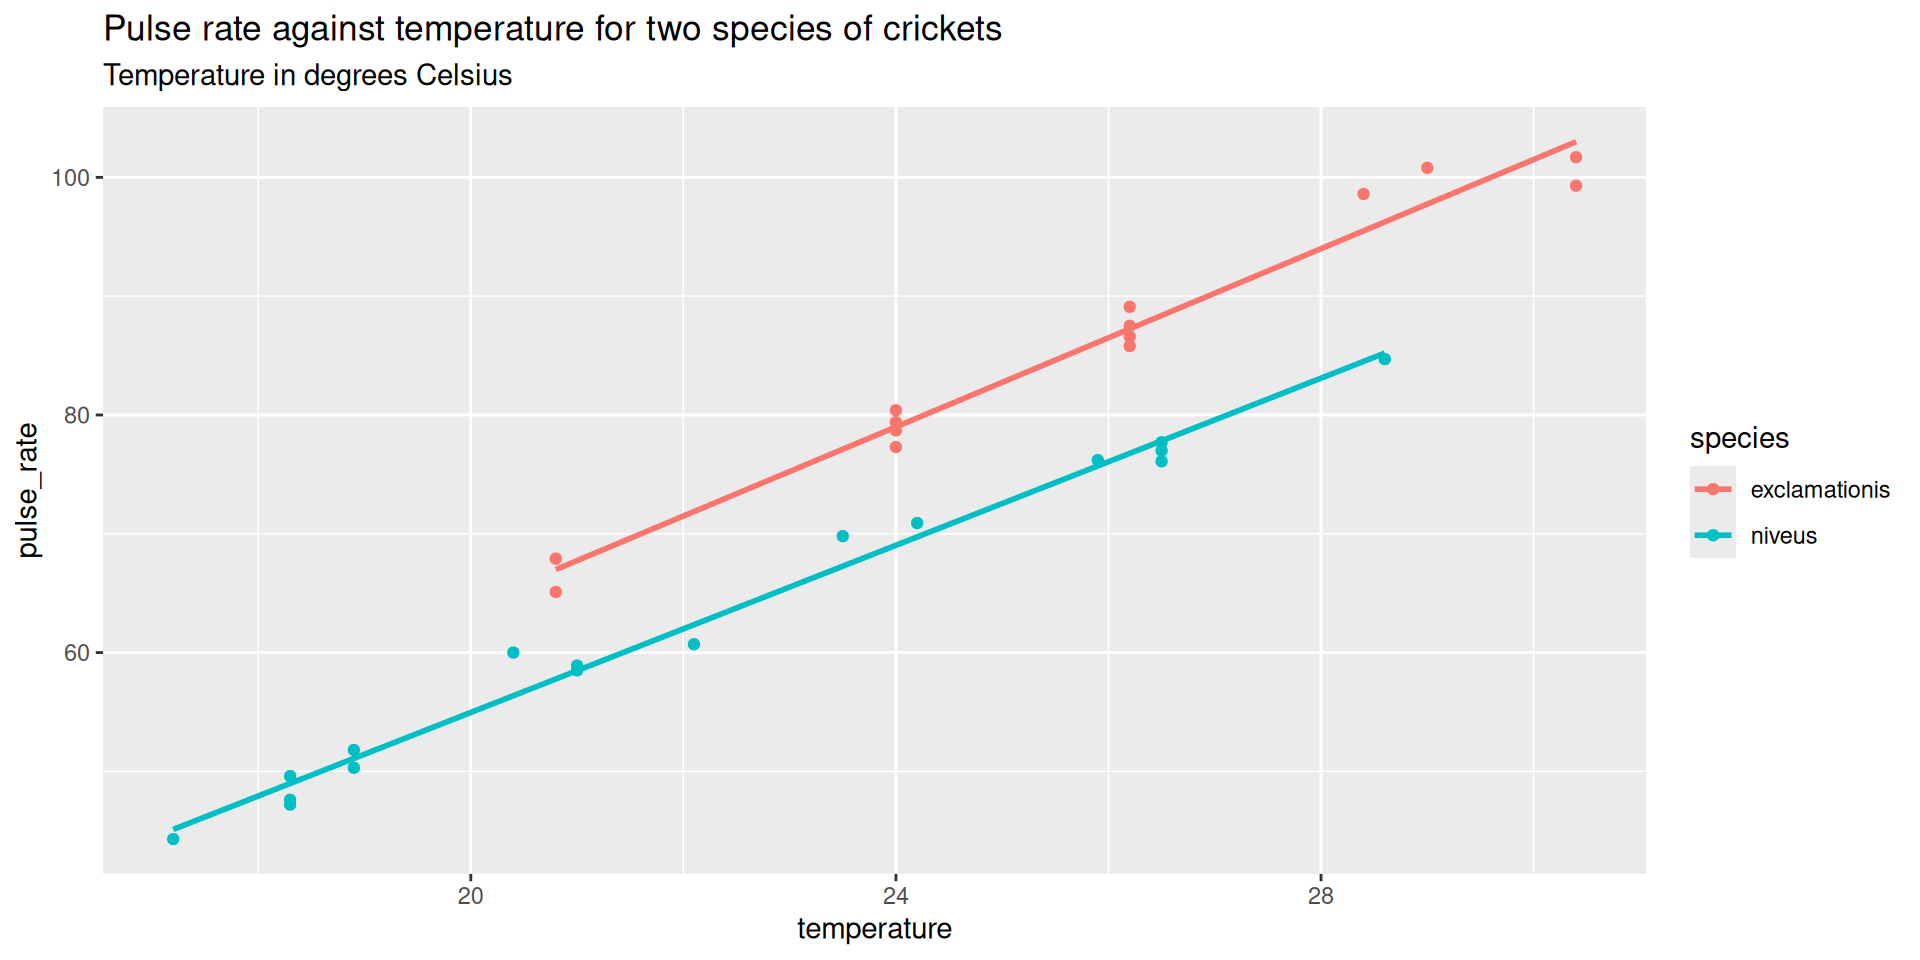 Pulse rate against temperature for two species of crickets
Temperature in degrees Celsius
100
80
60
pulse_rate
20 24 28
temperature
species
exclamationis
niveus